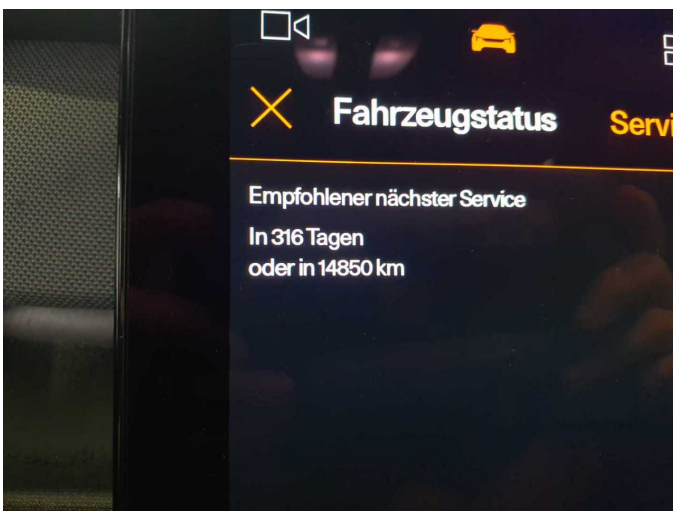 Fahrzeugstatus
Empfohlener nächster Service
In 316 Tagen
oder in 14850 km